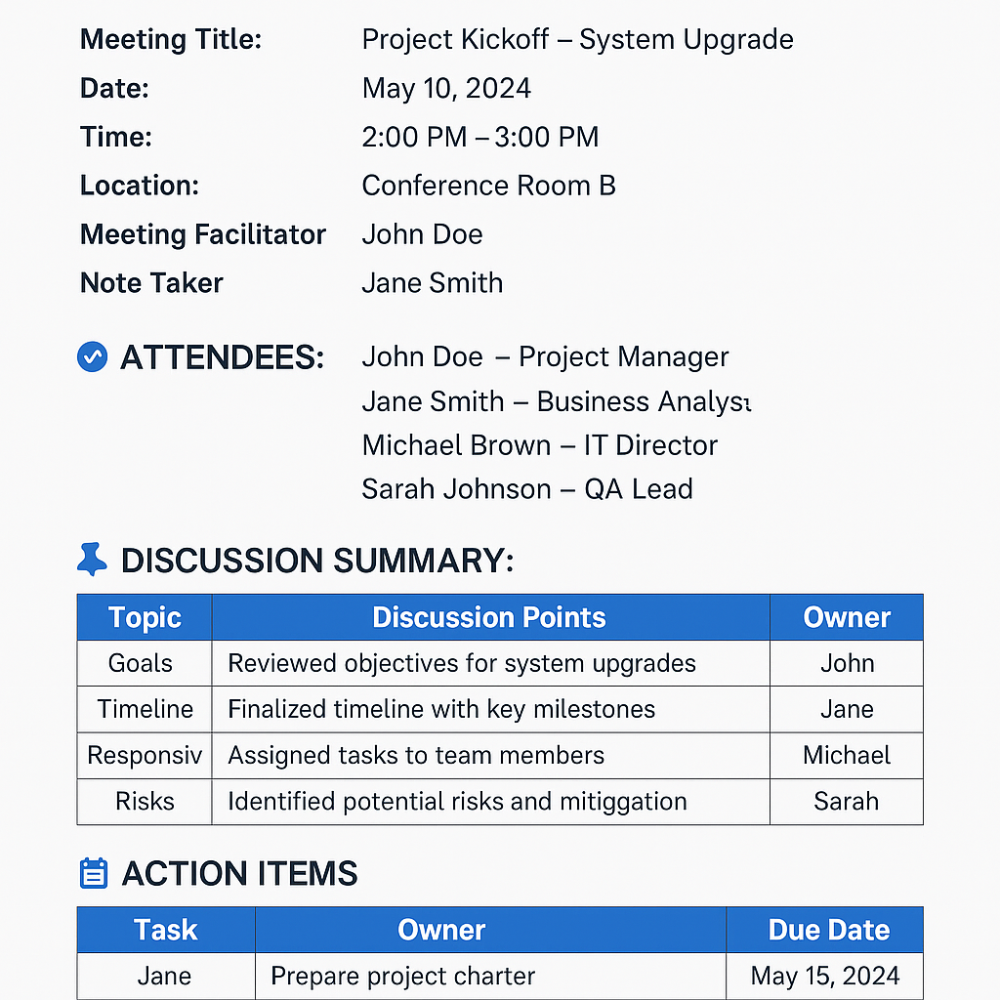 Meeting Title: Project Kickoff – System Upgrade
Date: May 10, 2024
Time: 2:00 PM – 3:00 PM
Location: Conference Room B
Meeting Facilitator John Doe
Note Taker Jane Smith
ATTENDEES: John Doe – Project Manager
Jane Smith – Business Analyst
Michael Brown – IT Director
Sarah Johnson – QA Lead
DISCUSSION SUMMARY:
Topic Discussion Points Owner
Goals Reviewed objectives for system upgrades John
Timeline Finalized timeline with key milestones Jane
Responsiv Assigned tasks to team members Michael
Risks Identified potential risks and mitiggation Sarah
ACTION ITEMS
Task Owner Due Date
Jane Prepare project charter May 15, 2024